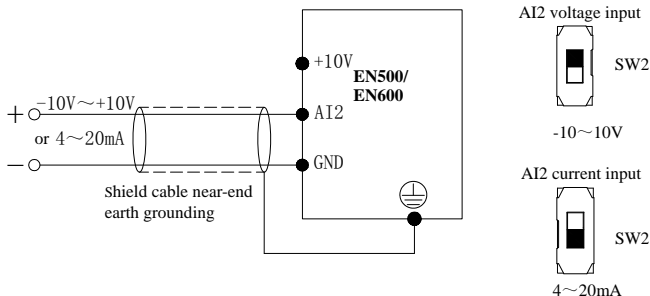 AI2 voltage input
+10V
EN500/
EN600
SW2
+
-10V～+10V
AI2
or 4～20mA
-10～10V
—
GND
AI2 current input
Shield cable near-end
earth grounding
SW2
4～20mA